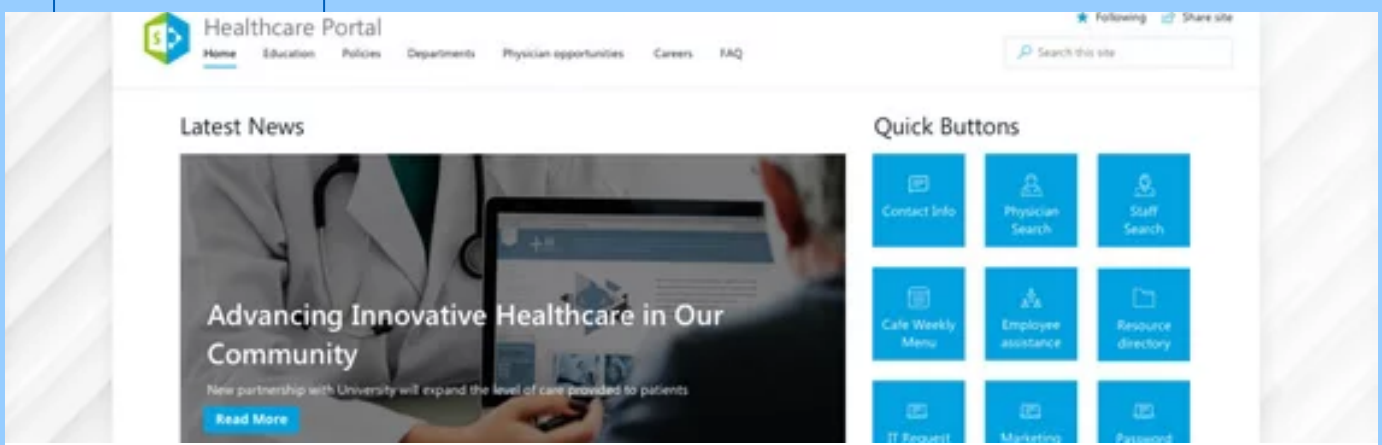 Following Share site
Healthcare Portal
Home Education Policies Departments Physician opportunities Careers FAQ
Search this site
Latest News
Quick Buttons
Contact Info
Physician
Search
Staff
Search
Cafe Weekly
Menu
Employee
assistance
Resource
directory
Advancing Innovative Healthcare in Our
Community
New partnership with University will expand the level of care provided to patients
Read More
IT Request
Marketing
Password